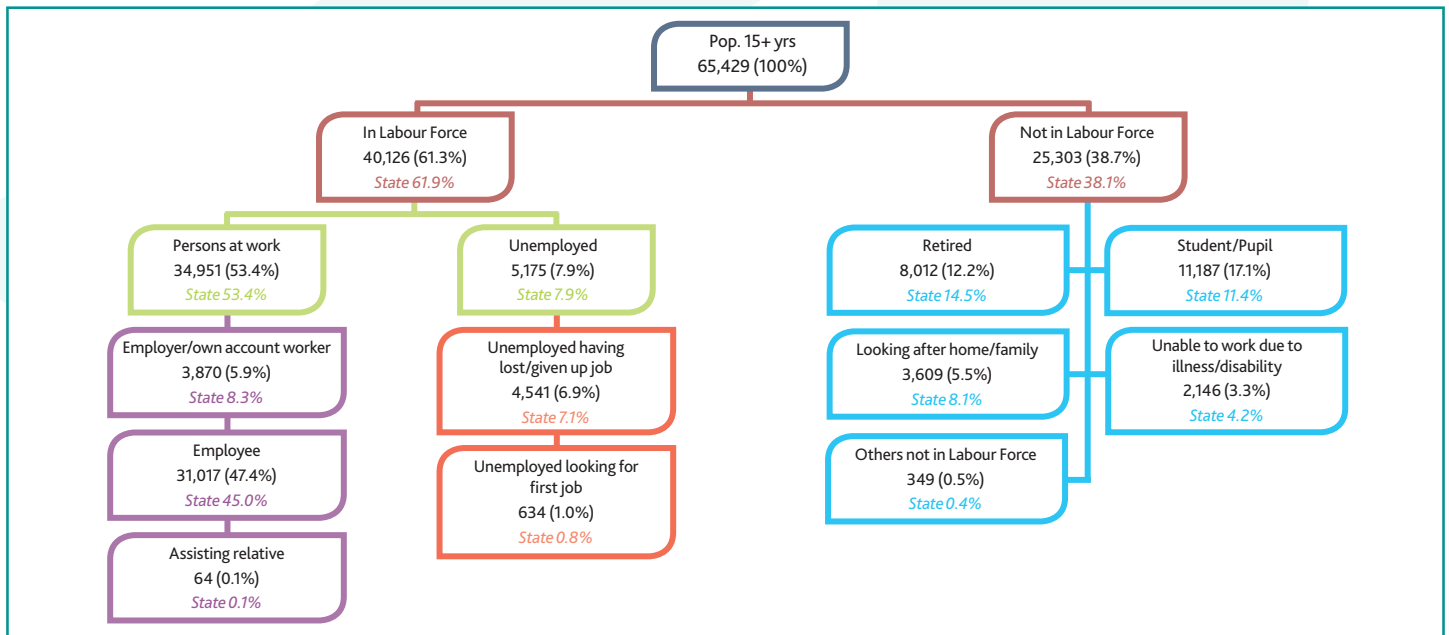 Pop. 15+ yrs
65,429 (100%)
In Labour Force
40,126 (61.3%)
State 61.9%
Not in Labour Force
25,303 (38.7%)
State 38.1%
Persons at work
34,951 (53.4%)
State 53.4%
Unemployed
5,175 (7.9%)
State 7.9%
Retired
8,012 (12.2%)
State 14.5%
Student/Pupil
11,187 (17.1%)
State 11.4%
Employer/own account worker
3,870 (5.9%)
State 8.3%
Unemployed having
lost/given up job
4,541 (6.9%)
State 7.1%
Looking after home/family
3,609 (5.5%)
State 8.1%
Unable to work due to
illness/disability
2,146 (3.3%)
State 4.2%
Employee
31,017 (47.4%)
State 45.0%
Unemployed looking for
first job
634 (1.0%)
State 0.8%
Others not in Labour Force
349 (0.5%)
State 0.4%
Assisting relative
64 (0.1%)
State 0.1%